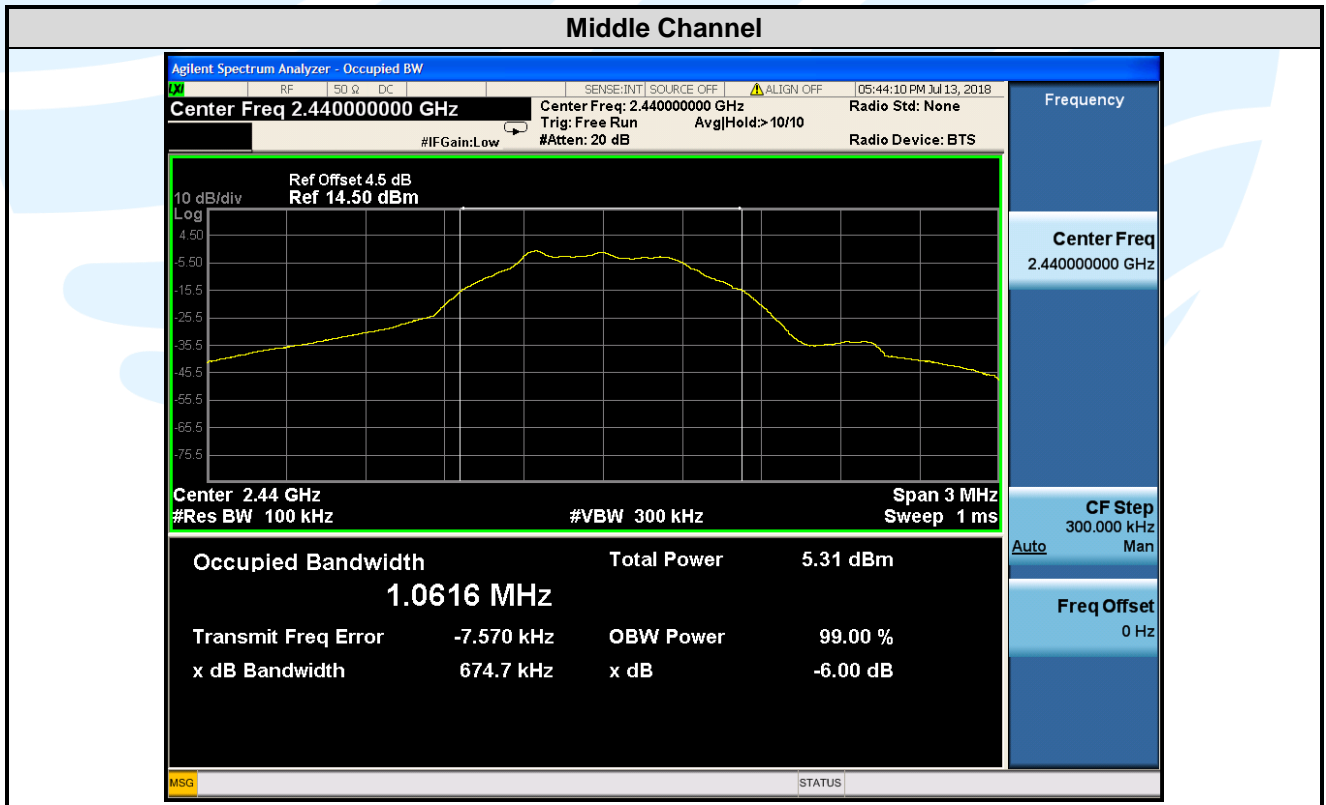 Middle Channel
Agilent Spectrum Analyzer - Occupied BW
LXI RF 50 Ω DC SENSE:INT SOURCE OFF ALIGN OFF 05:44:10 PM Jul 13, 2018
Center Freq 2.440000000 GHz
Center Freq: 2.440000000 GHz
Radio Std: None
Trig: Free Run Avg|Hold:> 10/10
#IFGain:Low
#Atten: 20 dB
Radio Device: BTS
Ref Offset 4.5 dB
10 dB/div Ref 14.50 dBm
Log
4.50
-5.50
-15.5
-25.5
-35.5
-45.5
-55.5
-65.5
-75.5
Center 2.44 GHz
Span 3 MHz
#Res BW 100 kHz
#VBW 300 kHz
Sweep 1 ms
Occupied Bandwidth
Total Power 5.31 dBm
1.0616 MHz
Transmit Freq Error -7.570 kHz
OBW Power 99.00 %
x dB Bandwidth 674.7 kHz
x dB -6.00 dB
Frequency
Center Freq
2.440000000 GHz
CF Step
300.000 kHz
Auto Man
Freq Offset
0 Hz
MSG
STATUS